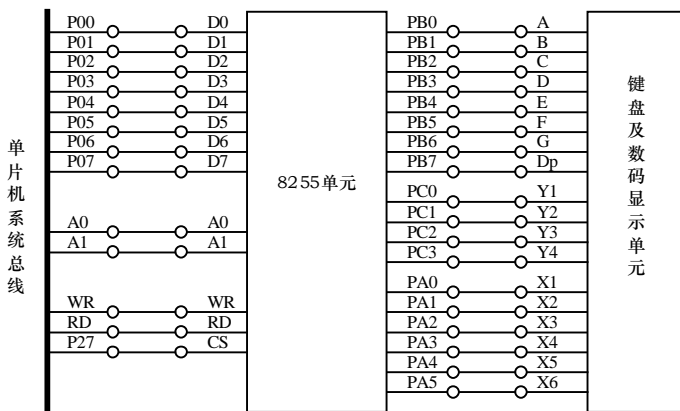 单片机系统总线
P00 D0
P01 D1
P02 D2
P03 D3
P04 D4
P05 D5
P06 D6
P07 D7
A0 A0
A1 A1
WR WR
RD RD
P27 CS
8255单元
PB0 A
PB1 B
PB2 C
PB3 D
PB4 E
PB5 F
PB6 G
PB7 Dp
PC0 Y1
PC1 Y2
PC2 Y3
PC3 Y4
PA0 X1
PA1 X2
PA2 X3
PA3 X4
PA4 X5
PA5 X6
键盘及数码显示单元